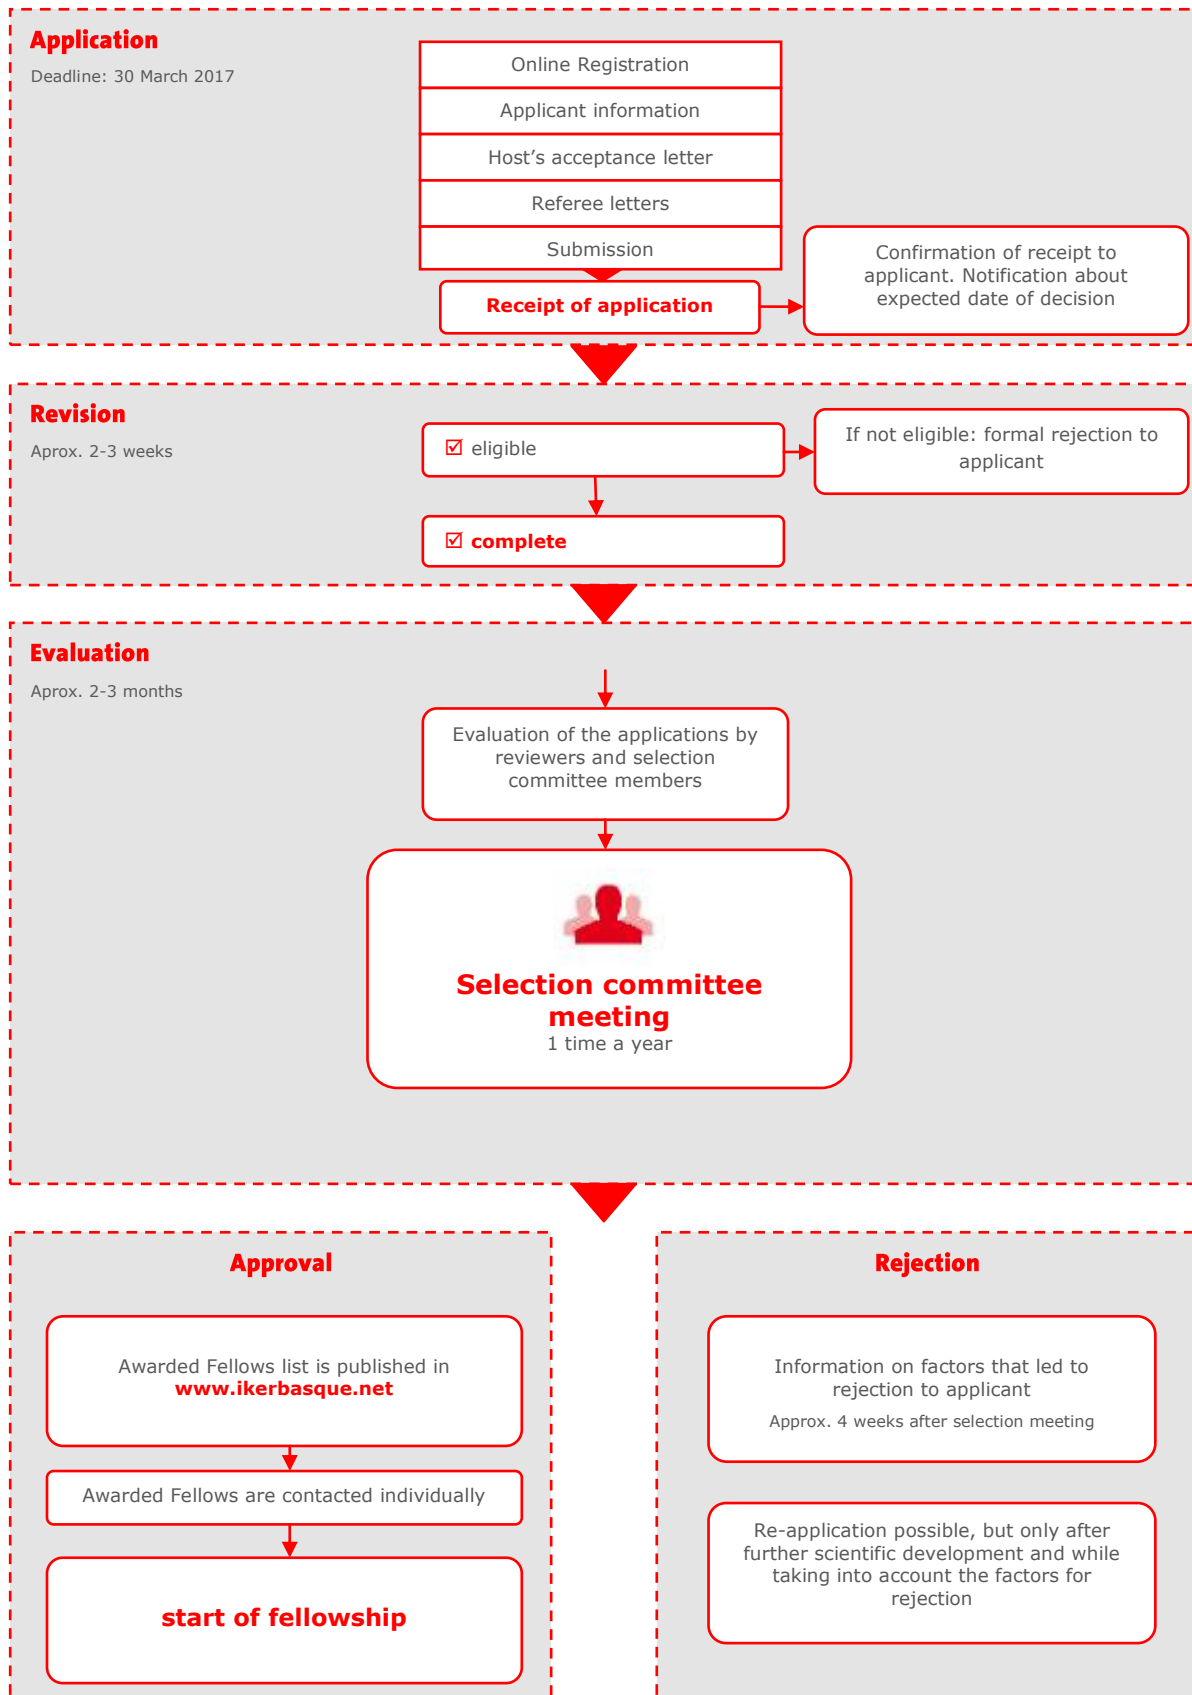 Application
Deadline: 30 March 2017
Online Registration
Applicant information
Host’s acceptance letter
Referee letters
Submission
Receipt of application
Confirmation of receipt to
applicant. Notification about
expected date of decision
Revision
Aprox. 2-3 weeks
☑ eligible
If not eligible: formal rejection to
applicant
☑ complete
Evaluation
Aprox. 2-3 months
Evaluation of the applications by
reviewers and selection
committee members
Selection committee
meeting
1 time a year
Approval
Awarded Fellows list is published in
www.ikerbasque.net
Awarded Fellows are contacted individually
start of fellowship
Rejection
Information on factors that led to
rejection to applicant
Approx. 4 weeks after selection meeting
Re-application possible, but only after
further scientific development and while
taking into account the factors for
rejection